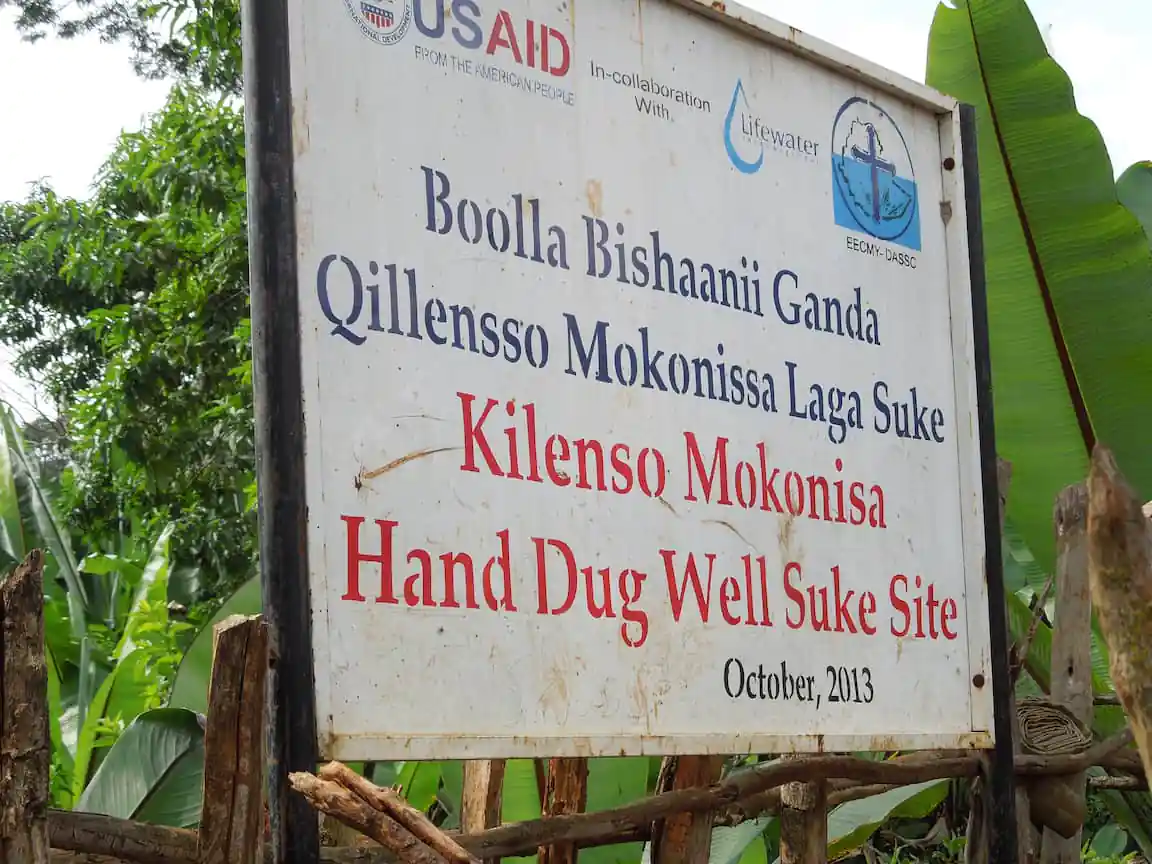 USAID
FROM THE AMERICAN PEOPLE
In-collaboration
With,
Lifewater
EECMY-DASSC
Boolla Bishaanii Ganda
Qillensso Mokonissa Laga Suke
Kilenso Mokonisa
Hand Dug Well Suke Site
October, 2013